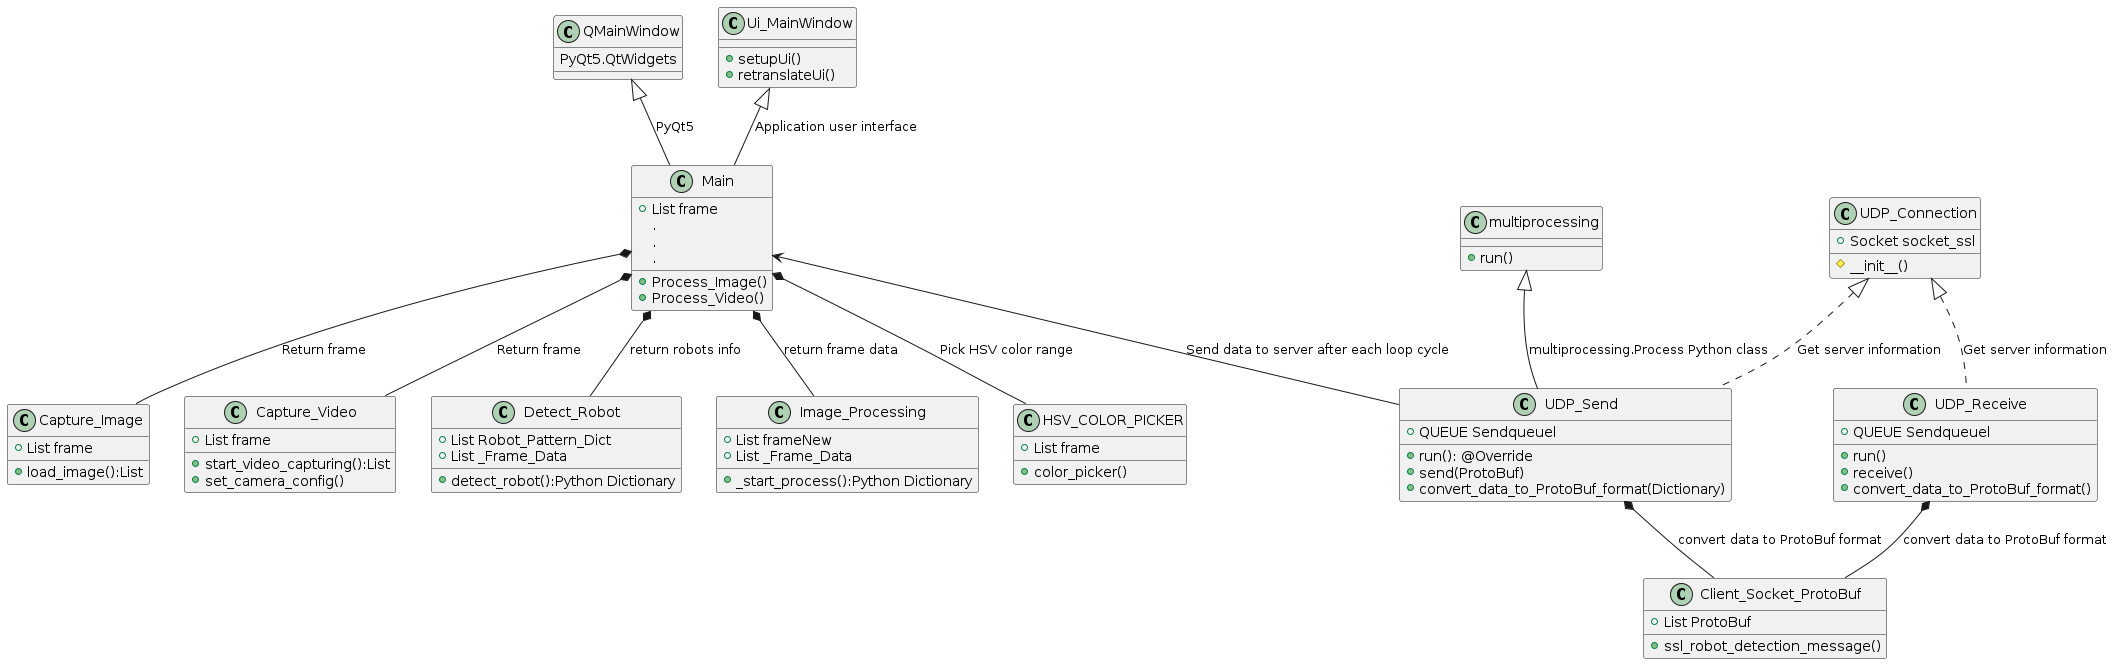 C QMainWindow
PyQt5.QtWidgets
C Ui_MainWindow
setupUi()
retranslateUi()
PyQt5
Application user interface
C Main
List frame
.
.
.
Process_Image()
Process_Video()
C multiprocessing
run()
C UDP_Connection
Socket socket_ssl
__init__()
Return frame
Return frame
return robots info
return frame data
Pick HSV color range
Send data to server after each loop cycle
multiprocessing.Process Python class
Get server information
Get server information
C Capture_Image
List frame
load_image():List
C Capture_Video
List frame
start_video_capturing():List
set_camera_config()
C Detect_Robot
List Robot_Pattern_Dict
List _Frame_Data
detect_robot():Python Dictionary
C Image_Processing
List frameNew
List _Frame_Data
_start_process():Python Dictionary
C HSV_COLOR_PICKER
List frame
color_picker()
C UDP_Send
QUEUE Sendqueuel
run(): @Override
send(ProtoBuf)
convert_data_to_ProtoBuf_format(Dictionary)
C UDP_Receive
QUEUE Sendqueuel
run()
receive()
convert_data_to_ProtoBuf_format()
convert data to ProtoBuf format
convert data to ProtoBuf format
C Client_Socket_ProtoBuf
List ProtoBuf
ssl_robot_detection_message()